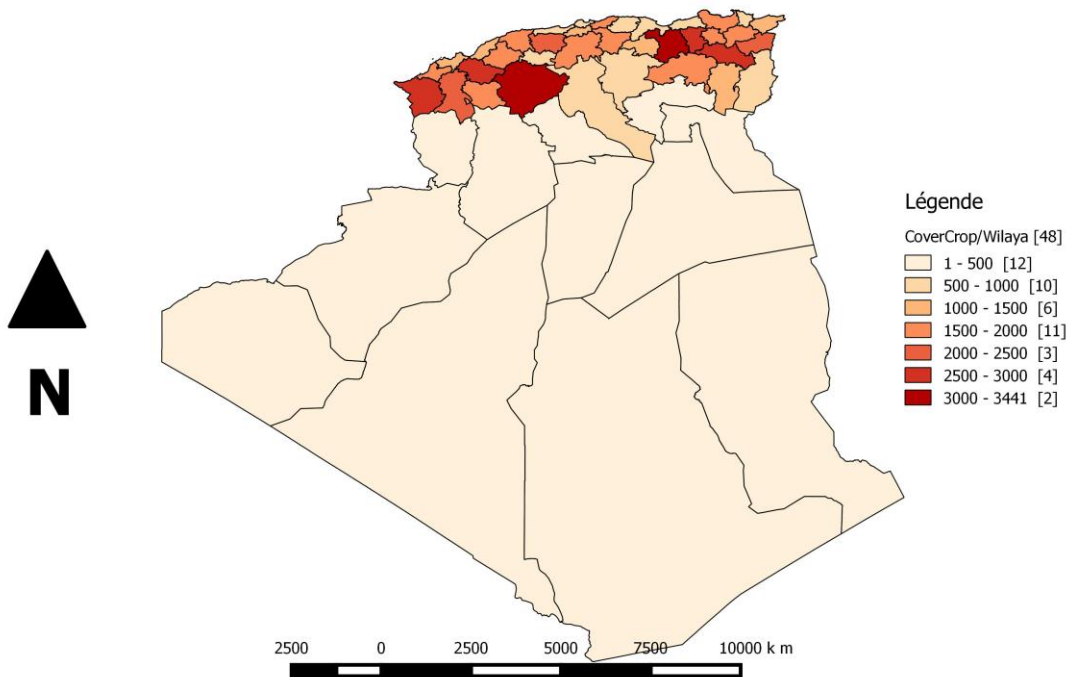 Légende
CoverCrop/Wilaya [48]
1 - 500 [12]
500 - 1000 [10]
1000 - 1500 [6]
1500 - 2000 [11]
2000 - 2500 [3]
2500 - 3000 [4]
3000 - 3441 [2]
N
2500 0 2500 5000 7500 10000 k m